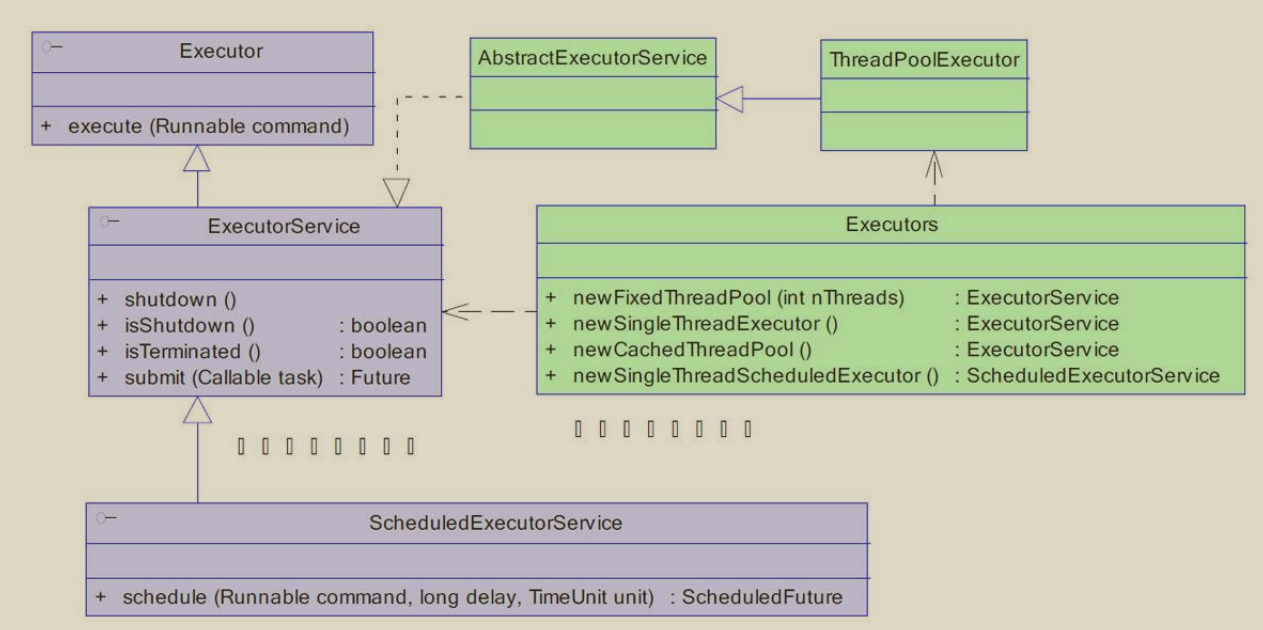 Executor
+ execute (Runnable command)
AbstractExecutorService
ThreadPoolExecutor
ExecutorService
+ shutdown ()
+ isShutdown () : boolean
+ isTerminated () : boolean
+ submit (Callable task) : Future
Executors
+ newFixedThreadPool (int nThreads) : ExecutorService
+ newSingleThreadExecutor () : ExecutorService
+ newCachedThreadPool () : ExecutorService
+ newSingleThreadScheduledExecutor () : ScheduledExecutorService
ScheduledExecutorService
+ schedule (Runnable command, long delay, TimeUnit unit) : ScheduledFuture